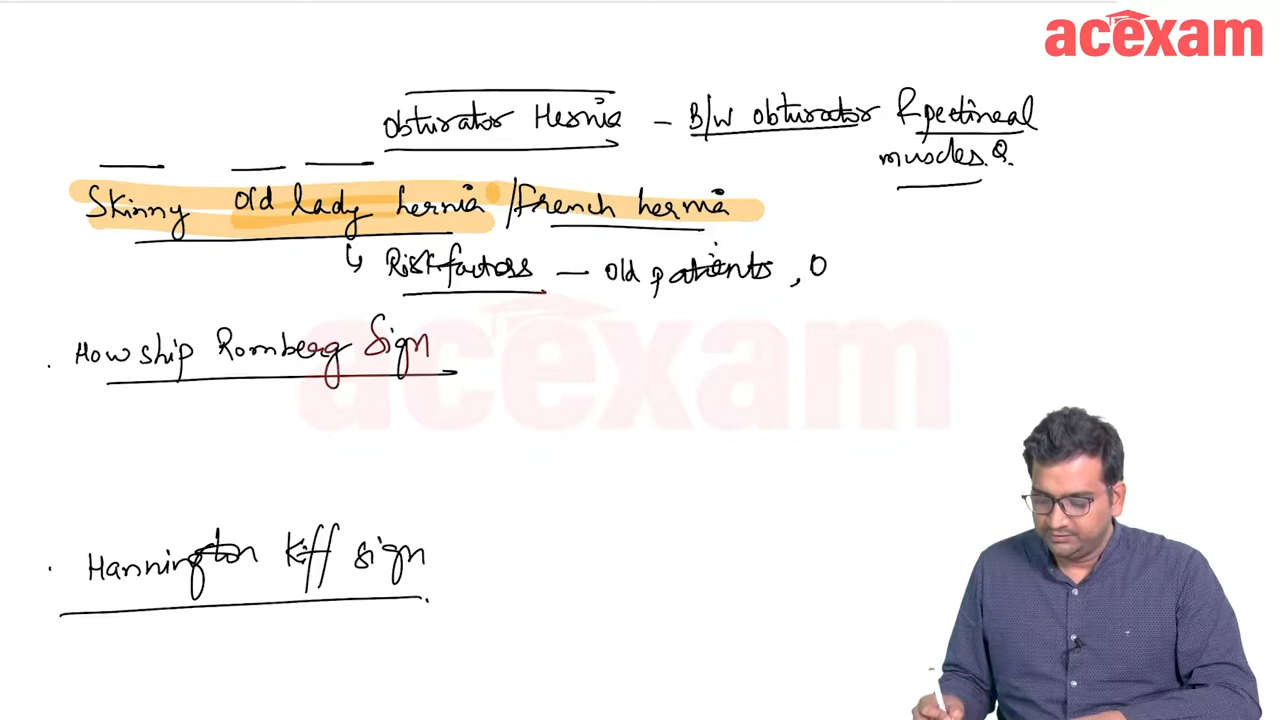 acexam
Obturator Hernia - B/W obturator & pectineal
muscles.
Skinny old lady hernia /French hernia
↳ Risk factors - old patients, O
. Howship Romberg Sign
acexam
. Hannington Kiff sign